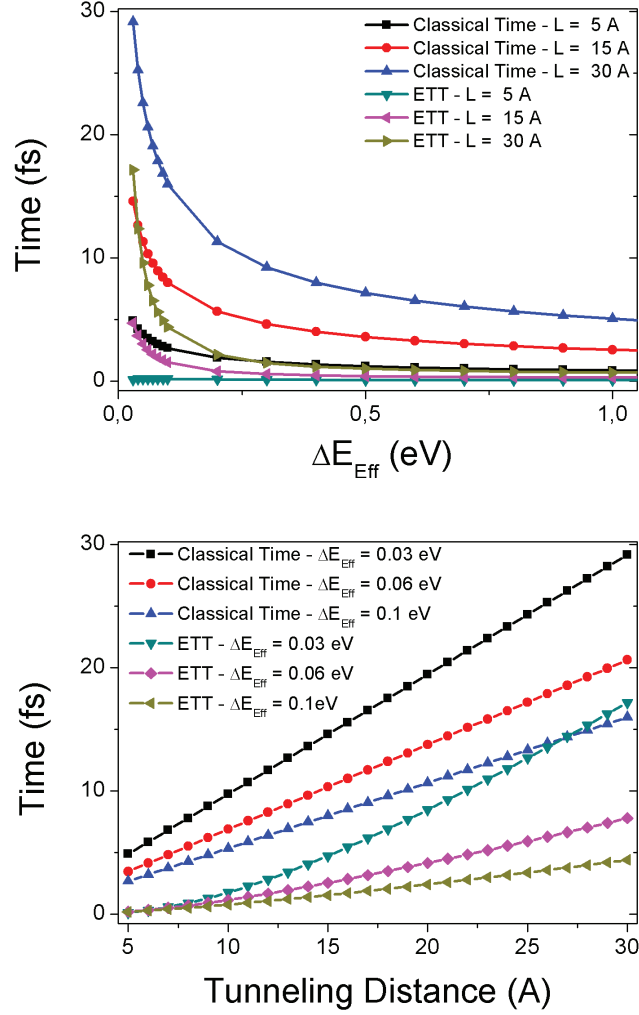 30
20
10
0
Time (fs)
Classical Time - L = 5 A
Classical Time - L = 15 A
Classical Time - L = 30 A
ETT - L = 5 A
ETT - L = 15 A
ETT - L = 30 A
0,0
0,5
1,0
ΔE_Eff (eV)
30
20
10
0
Time (fs)
Classical Time - ΔE_Eff = 0.03 eV
Classical Time - ΔE_Eff = 0.06 eV
Classical Time - ΔE_Eff = 0.1 eV
ETT - ΔE_Eff = 0.03 eV
ETT - ΔE_Eff = 0.06 eV
ETT - ΔE_Eff = 0.1eV
5
10
15
20
25
30
Tunneling Distance (A)